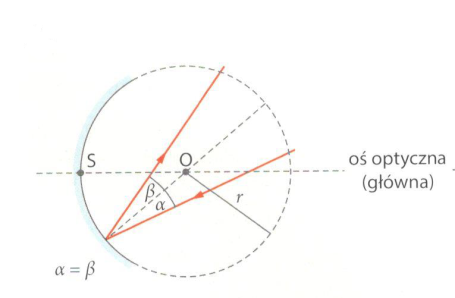 S
O
oś optyczna
(główna)
β
α
r
α = β